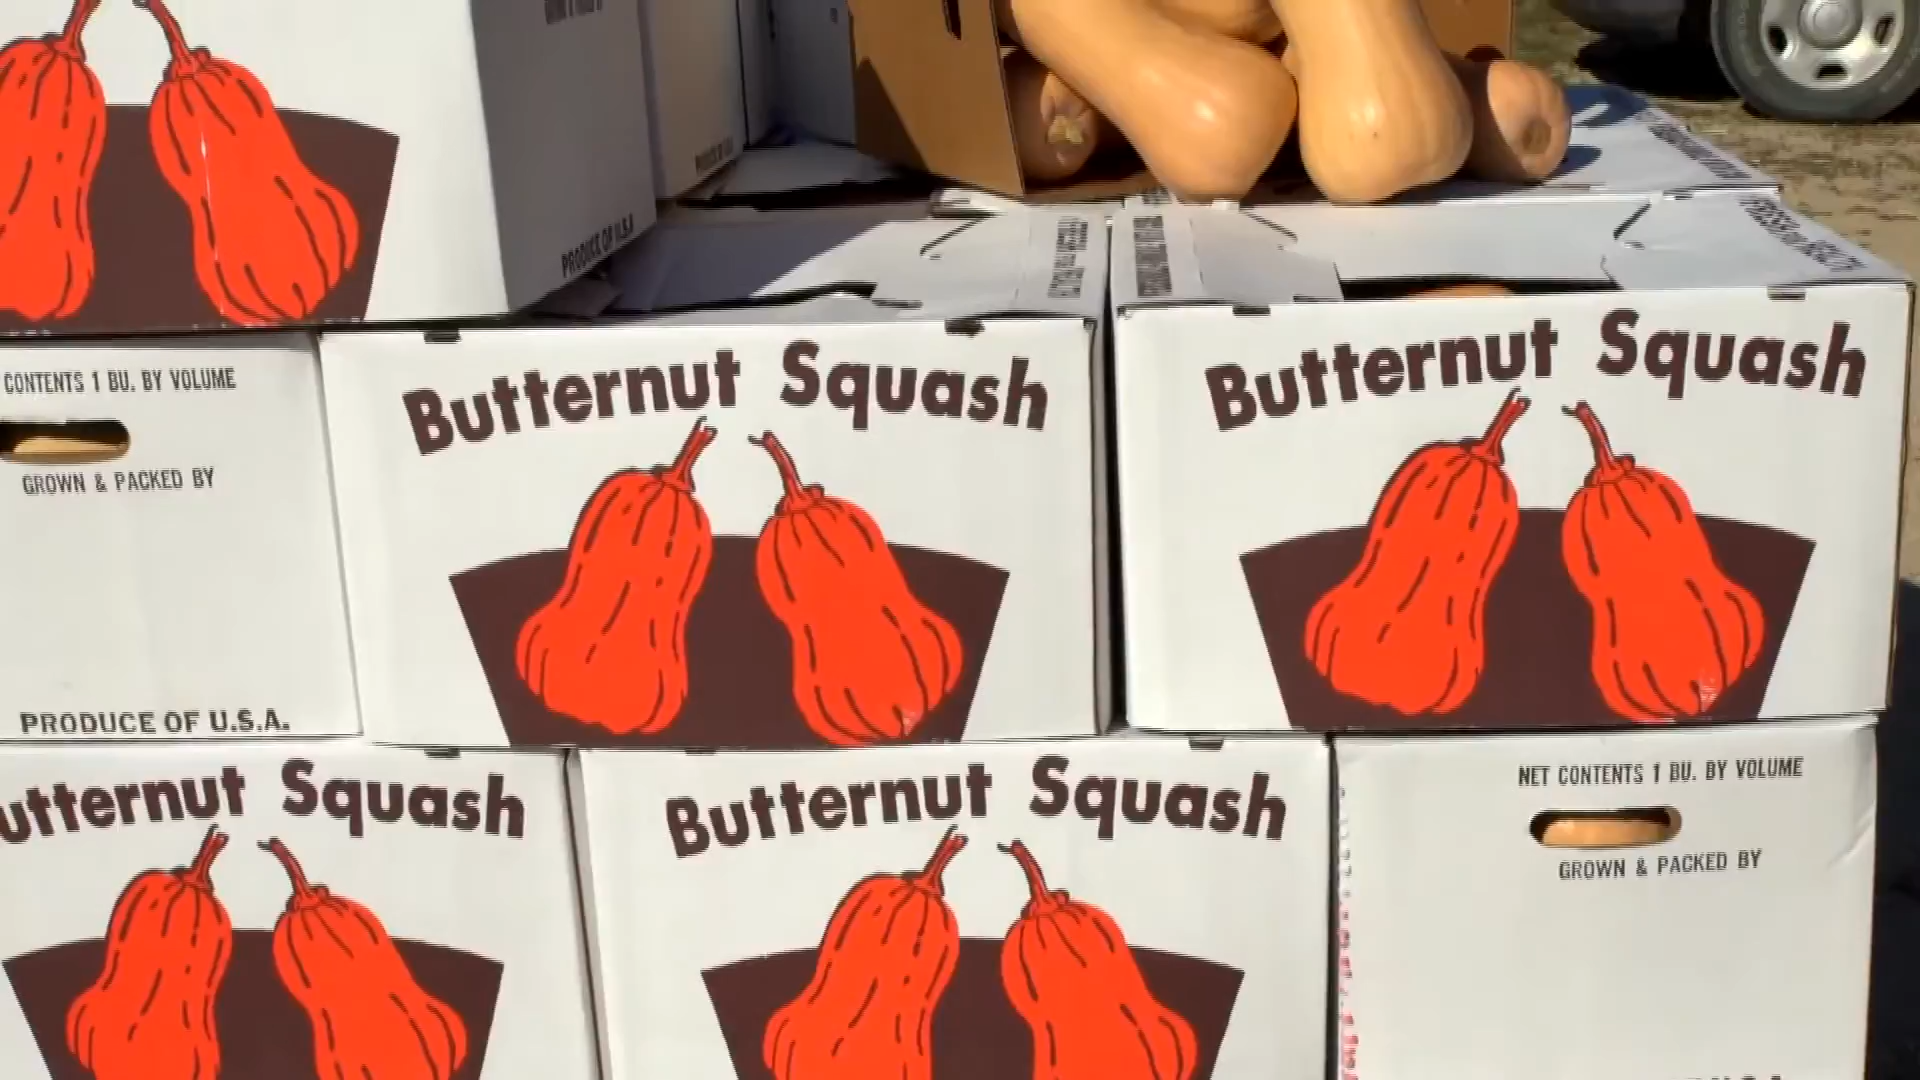 PRODUCE OF U.S.A
CONTENTS 1 BU. BY VOLUME
GROWN & PACKED BY
PRODUCE OF U.S.A.
Butternut Squash
Butternut Squash
utternut Squash
Butternut Squash
NET CONTENTS 1 BU. BY VOLUME
GROWN & PACKED BY